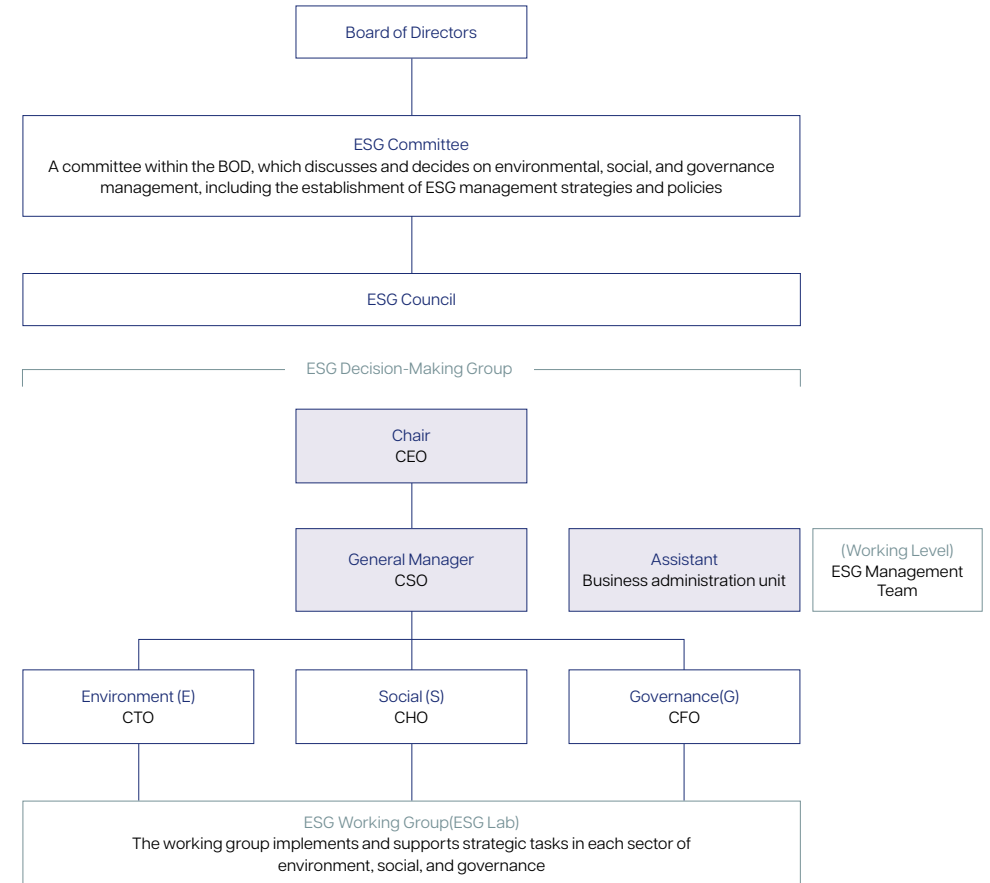 Board of Directors
ESG Committee
A committee within the BOD, which discusses and decides on environmental, social, and governance
management, including the establishment of ESG management strategies and policies
ESG Council
ESG Decision-Making Group
Chair
CEO
General Manager
CSO
Assistant
Business administration unit
(Working Level)
ESG Management
Team
Environment (E)
CTO
Social (S)
CHO
Governance(G)
CFO
ESG Working Group(ESG Lab)
The working group implements and supports strategic tasks in each sector of
environment, social, and governance